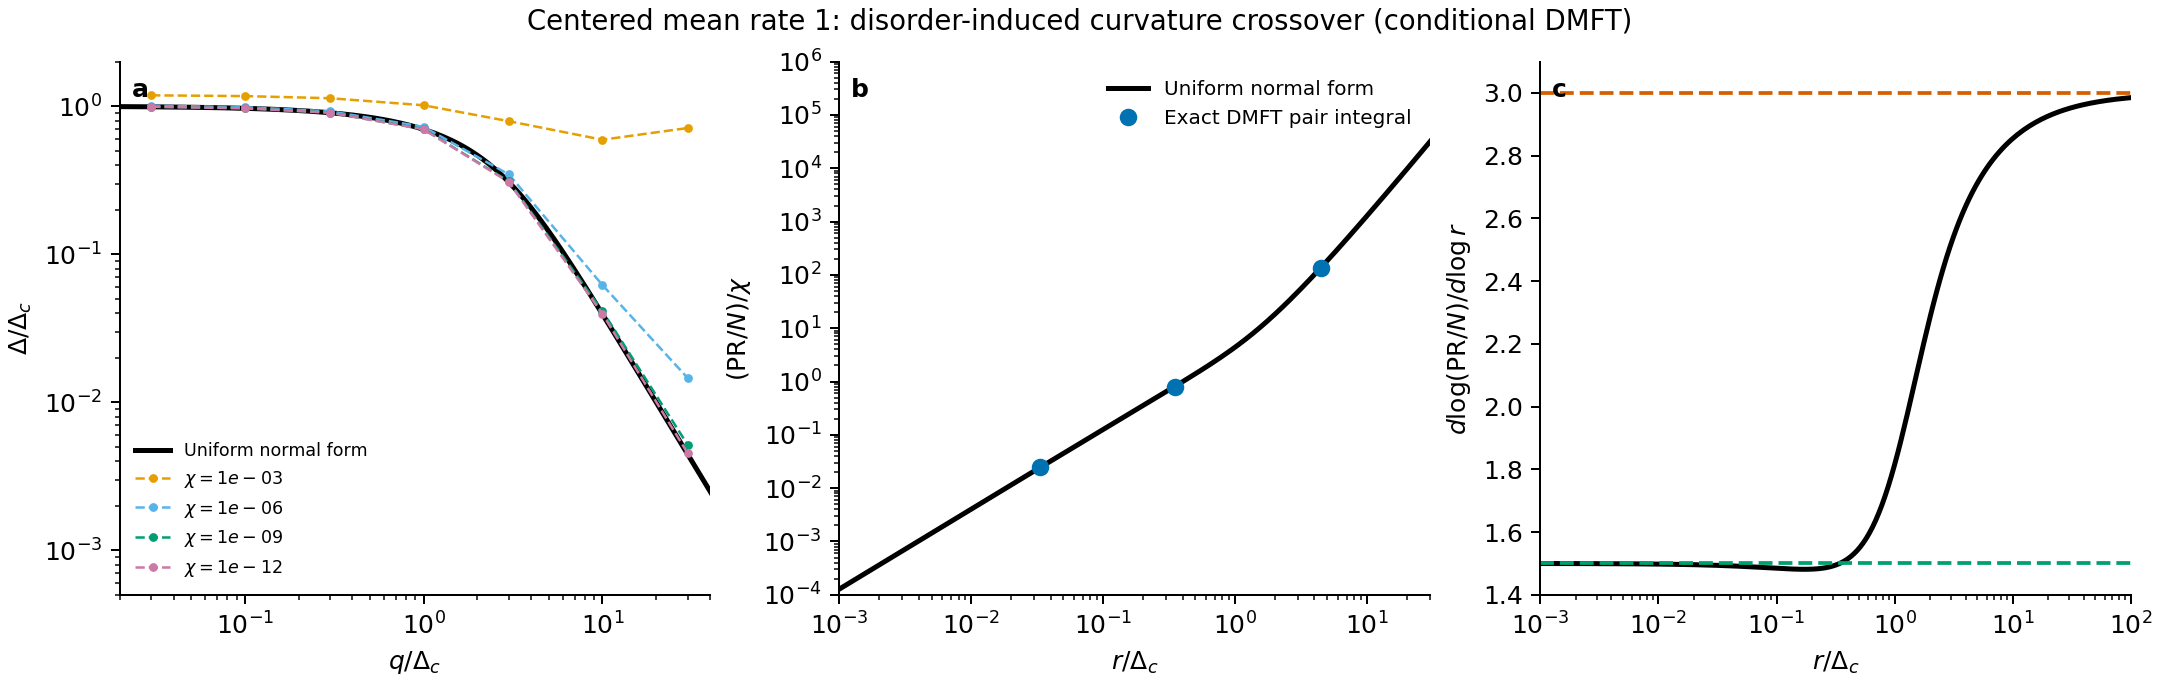 Centered mean rate 1: disorder-induced curvature crossover (conditional DMFT)
a
Δ/Δ_c
10^0
10^{-1}
10^{-2}
10^{-3}
Uniform normal form
χ = 1e − 03
χ = 1e − 06
χ = 1e − 09
χ = 1e − 12
10^{-1} 10^0 10^1
q/Δ_c
b
(PR/N)/χ
10^6
10^5
10^4
10^3
10^2
10^1
10^0
10^{-1}
10^{-2}
10^{-3}
10^{-4}
Uniform normal form
Exact DMFT pair integral
10^{-3} 10^{-2} 10^{-1} 10^0 10^1
r/Δ_c
c
d log(PR/N)/d log r
3.0
2.8
2.6
2.4
2.2
2.0
1.8
1.6
1.4
10^{-3} 10^{-2} 10^{-1} 10^0 10^1 10^2
r/Δ_c